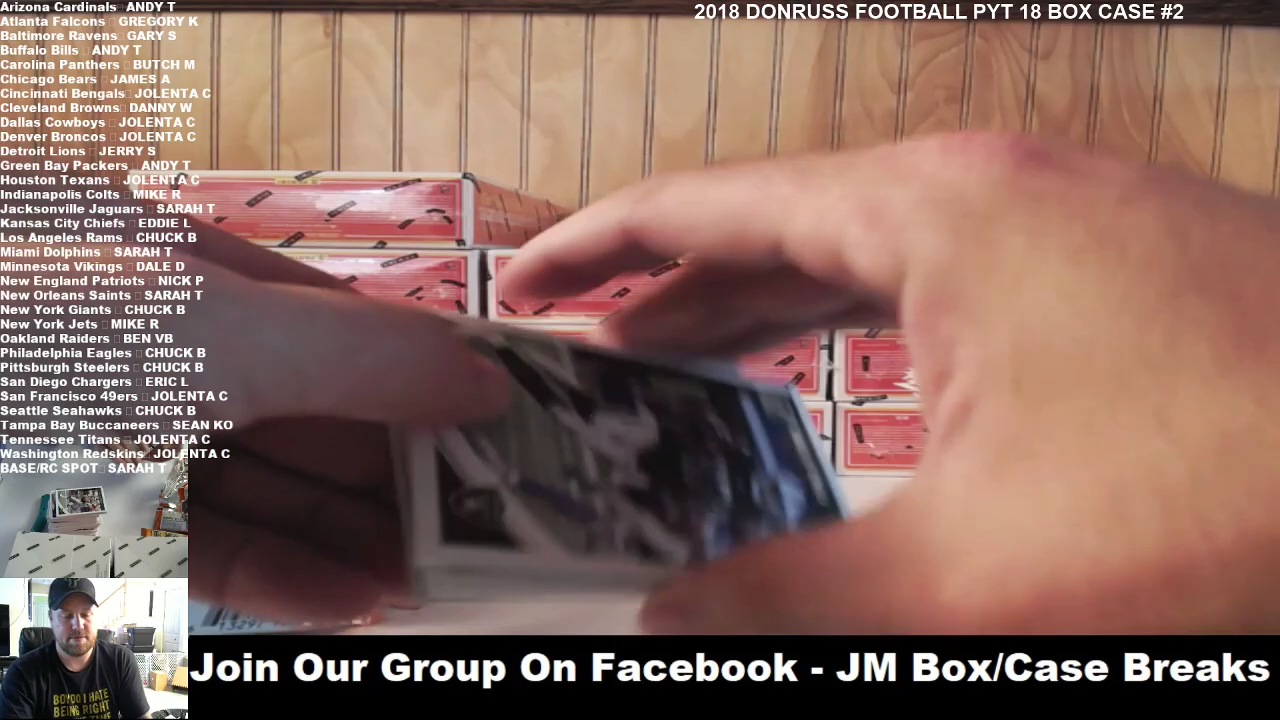 2018 DONRUSS FOOTBALL PYT 18 BOX CASE #2
Arizona Cardinals ANDY T
Atlanta Falcons GREGORY K
Baltimore Ravens GARY S
Buffalo Bills ANDY T
Carolina Panthers BUTCH M
Chicago Bears JAMES A
Cincinnati Bengals JOLENTA C
Cleveland Browns DANNY W
Dallas Cowboys JOLENTA C
Denver Broncos JOLENTA C
Detroit Lions JERRY S
Green Bay Packers ANDY T
Houston Texans JOLENTA C
Indianapolis Colts MIKE R
Jacksonville Jaguars SARAH T
Kansas City Chiefs EDDIE L
Los Angeles Rams CHUCK B
Miami Dolphins SARAH T
Minnesota Vikings DALE D
New England Patriots NICK P
New Orleans Saints SARAH T
New York Giants CHUCK B
New York Jets MIKE R
Oakland Raiders BEN VB
Philadelphia Eagles CHUCK B
Pittsburgh Steelers CHUCK B
San Diego Chargers ERIC L
San Francisco 49ers JOLENTA C
Seattle Seahawks CHUCK B
Tampa Bay Buccaneers SEAN KO
Tennessee Titans JOLENTA C
Washington Redskins JOLENTA C
BASE/RC SPOT SARAH T
BOYOO I HATE
BEING RIGHT
Join Our Group On Facebook - JM Box/Case Breaks